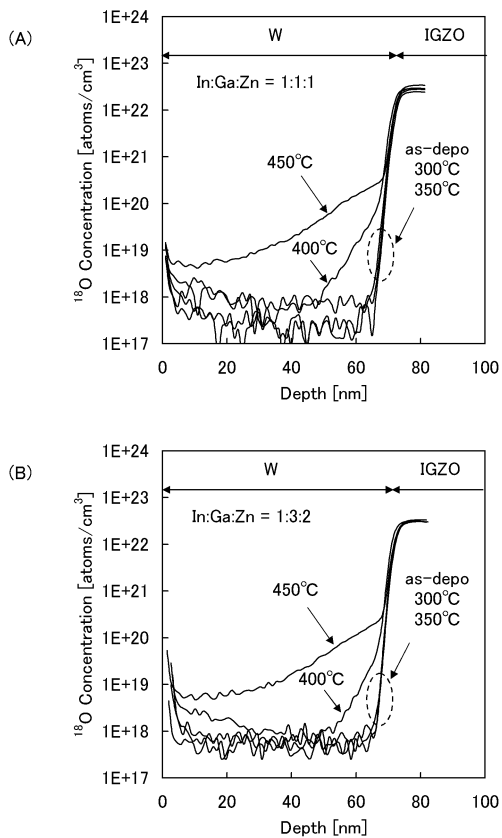 (A)
1E+24
1E+23
1E+22
1E+21
1E+20
1E+19
1E+18
1E+17
¹⁸O Concentration [atoms/cm³]
W
IGZO
In:Ga:Zn = 1:1:1
450℃
400℃
as-depo
300℃
350℃
0 20 40 60 80 100
Depth [nm]
(B)
1E+24
1E+23
1E+22
1E+21
1E+20
1E+19
1E+18
1E+17
¹⁸O Concentration [atoms/cm³]
W
IGZO
In:Ga:Zn = 1:3:2
450℃
400℃
as-depo
300℃
350℃
0 20 40 60 80 100
Depth [nm]